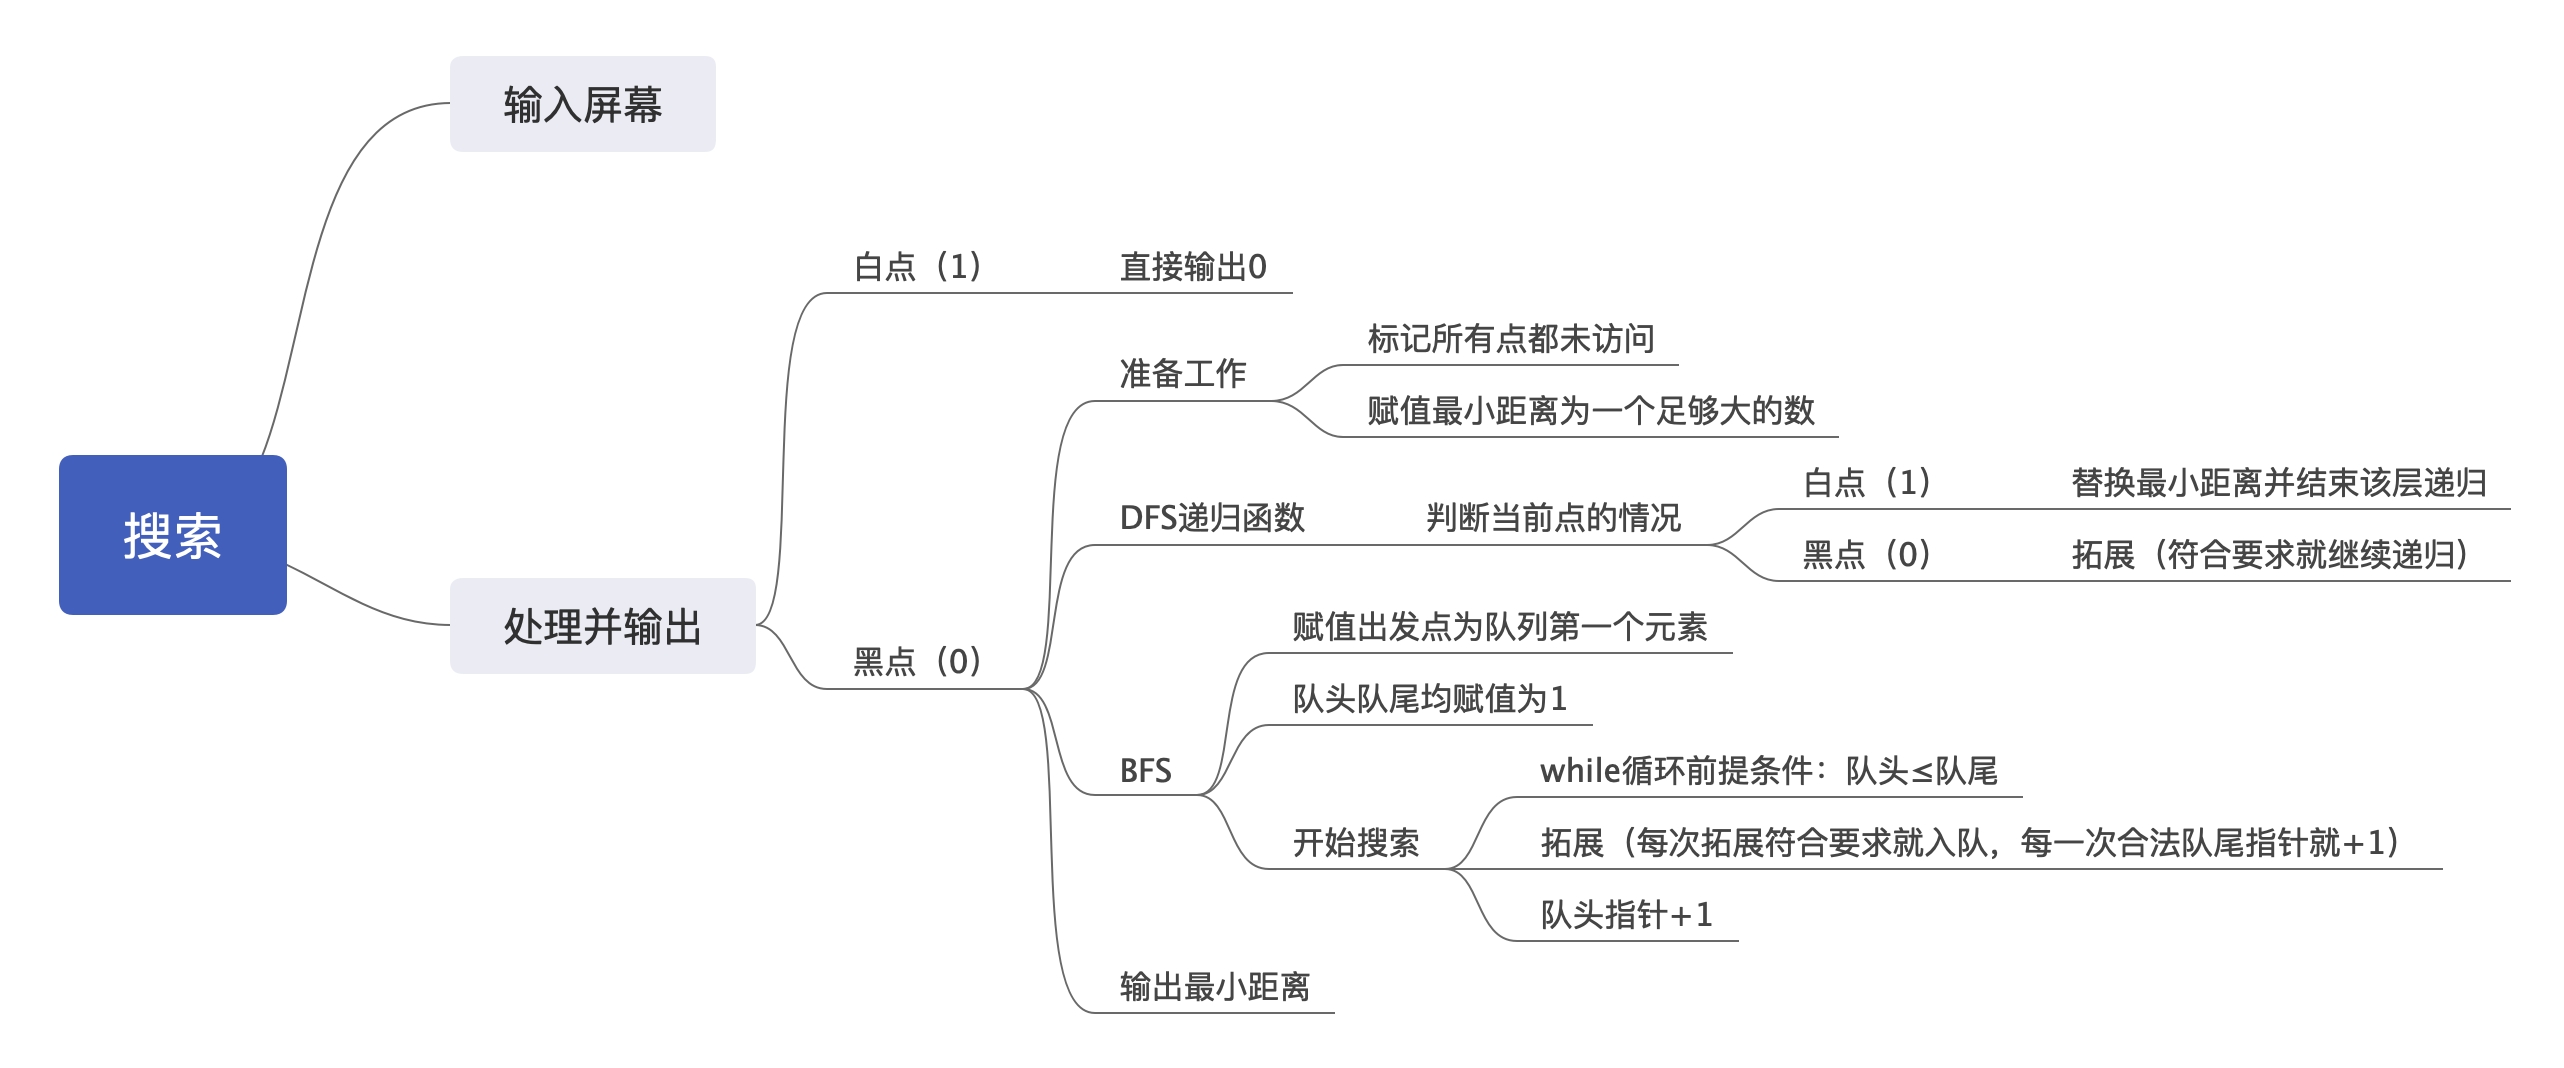 搜索
输入屏幕
处理并输出
白点（1）
直接输出0
黑点（0）
准备工作
标记所有点都未访问
赋值最小距离为一个足够大的数
DFS递归函数
判断当前点的情况
白点（1）
替换最小距离并结束该层递归
黑点（0）
拓展（符合要求就继续递归）
BFS
赋值出发点为队列第一个元素
队头队尾均赋值为1
开始搜索
while循环前提条件：队头≤队尾
拓展（每次拓展符合要求就入队，每一次合法队尾指针就+1）
队头指针+1
输出最小距离